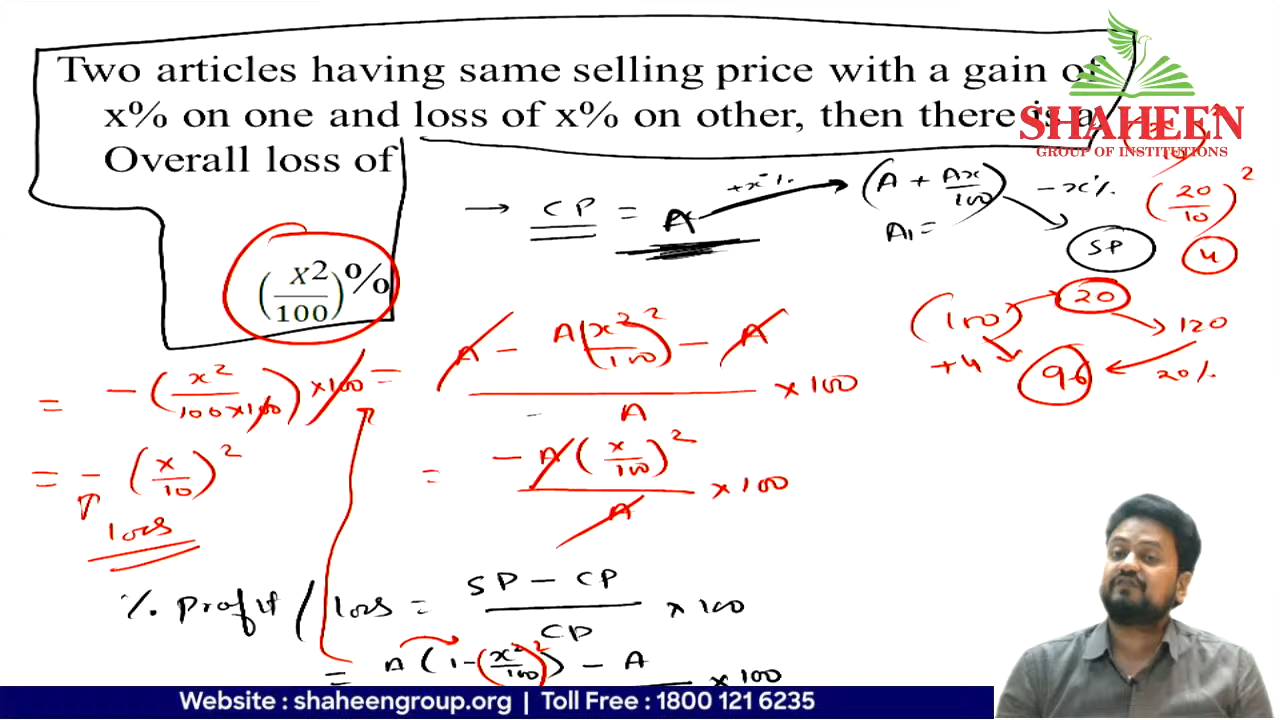 Two articles having same selling price with a gain of
x% on one and loss of x% on other, then there is a
Overall loss of
(x²/100)%
SHAHEEN
GROUP OF INSTITUTIONS
→ CP = A
+x%
(A + Ax/100)
-x%
A₁ =
SP
(20/10)²
4
(100)
20
120
20%
96
+4
A - A(x²/100)² - A
A
× 100
= - (x²/100×100) × 100 =
= - A(x/100)²
A
× 100
= - (x/10)²
↑
loss
% profit / loss = SP - CP
CP
× 100
= A(1-(x²/100)²) - A
× 100
Website : shaheengroup.org | Toll Free : 1800 121 6235